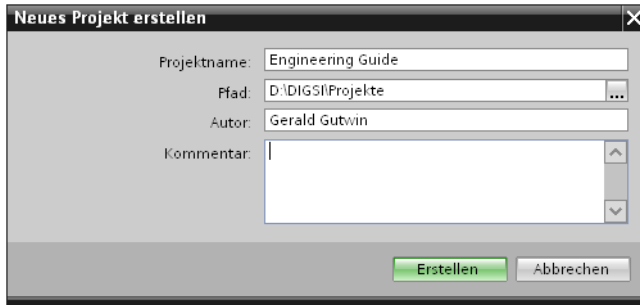 Neues Projekt erstellen
Projektname: Engineering Guide
Pfad: D:\DIGSI\Projekte ...
Autor: Gerald Gutwin
Kommentar:
Erstellen Abbrechen